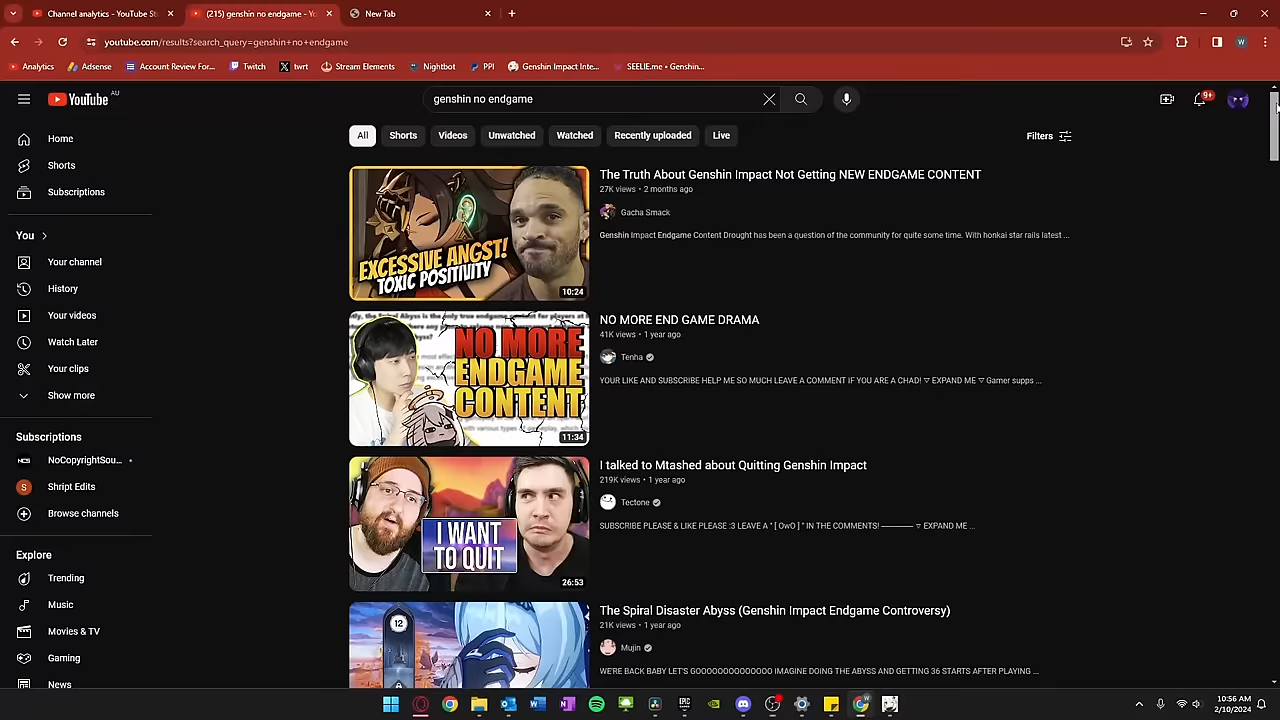 Channel analytics - YouTube St
(215) genshin no endgame - Yo
New Tab
youtube.com/results?search_query=genshin+no+endgame
Analytics
Adsense
Account Review For...
Twitch
twrt
Stream Elements
Nightbot
PPI
Genshin Impact Inte...
SEELIE.me • Genshin...
YouTube AU
genshin no endgame
9+
All
Shorts
Videos
Unwatched
Watched
Recently uploaded
Live
Filters
Home
Shorts
Subscriptions
You
Your channel
History
Your videos
Watch Later
Your clips
Show more
Subscriptions
NoCopyrightSou...
Shript Edits
Browse channels
Explore
Trending
Music
Movies & TV
Gaming
News
EXCESSIVE ANGST!
TOXIC POSITIVITY
10:24
The Truth About Genshin Impact Not Getting NEW ENDGAME CONTENT
27K views • 2 months ago
Gacha Smack
Genshin Impact Endgame Content Drought has been a question of the community for quite some time. With honkai star rails latest ...
NO MORE
ENDGAME
CONTENT
11:34
NO MORE END GAME DRAMA
41K views • 1 year ago
Tenha
YOUR LIKE AND SUBSCRIBE HELP ME SO MUCH LEAVE A COMMENT IF YOU ARE A CHAD! ▽ EXPAND ME ▽ Gamer supps ...
I WANT
TO QUIT
26:53
I talked to Mtashed about Quitting Genshin Impact
219K views • 1 year ago
Tectone
SUBSCRIBE PLEASE & LIKE PLEASE :3 LEAVE A " [ OwO ] " IN THE COMMENTS! ———— ▽ EXPAND ME ...
12
The Spiral Disaster Abyss (Genshin Impact Endgame Controversy)
21K views • 1 year ago
Mujin
WE'RE BACK BABY LET'S GOOOOOOOOOOOOO IMAGINE DOING THE ABYSS AND GETTING 36 STARTS AFTER PLAYING ...
10:56 AM
2/10/2024